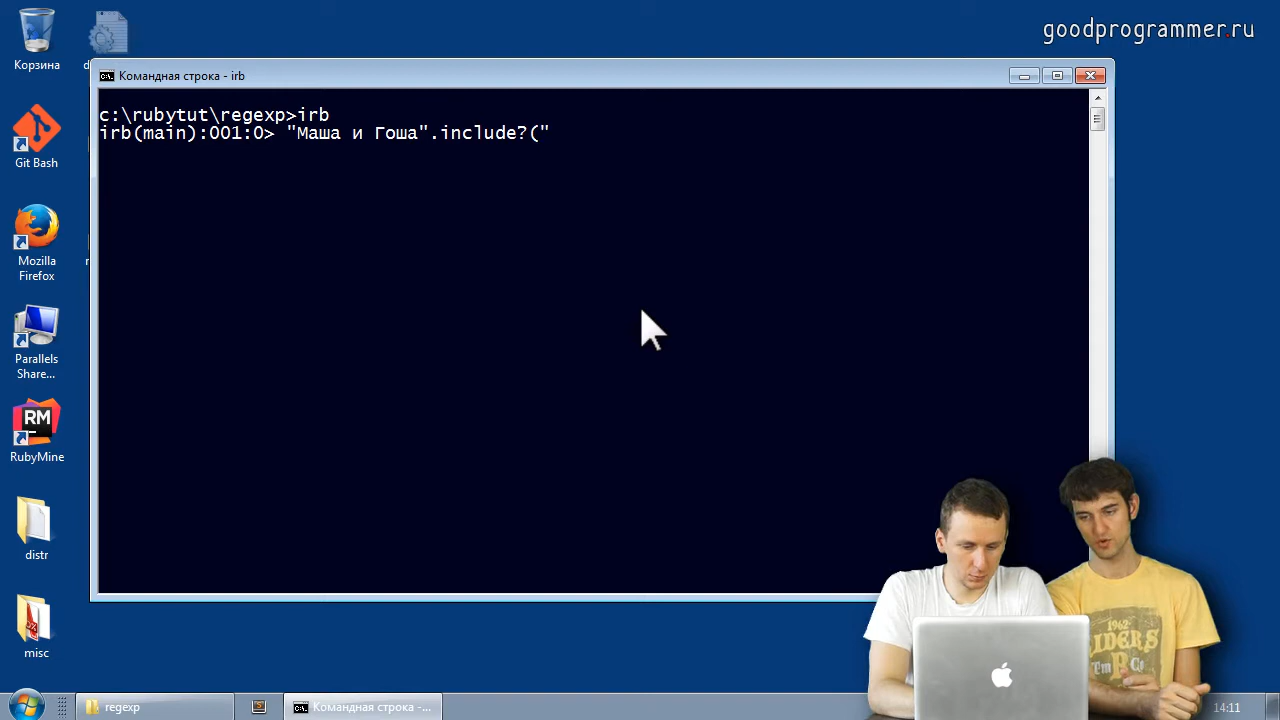 goodprogrammer.ru
Корзина
Командная строка - irb
c:\rubytut\regexp>irb
irb(main):001:0> "Маша и Гоша".include?("
Git Bash
Mozilla
Firefox
Parallels
Share...
RM
RubyMine
distr
misc
1962
regexp
Командная строка -...
14:11